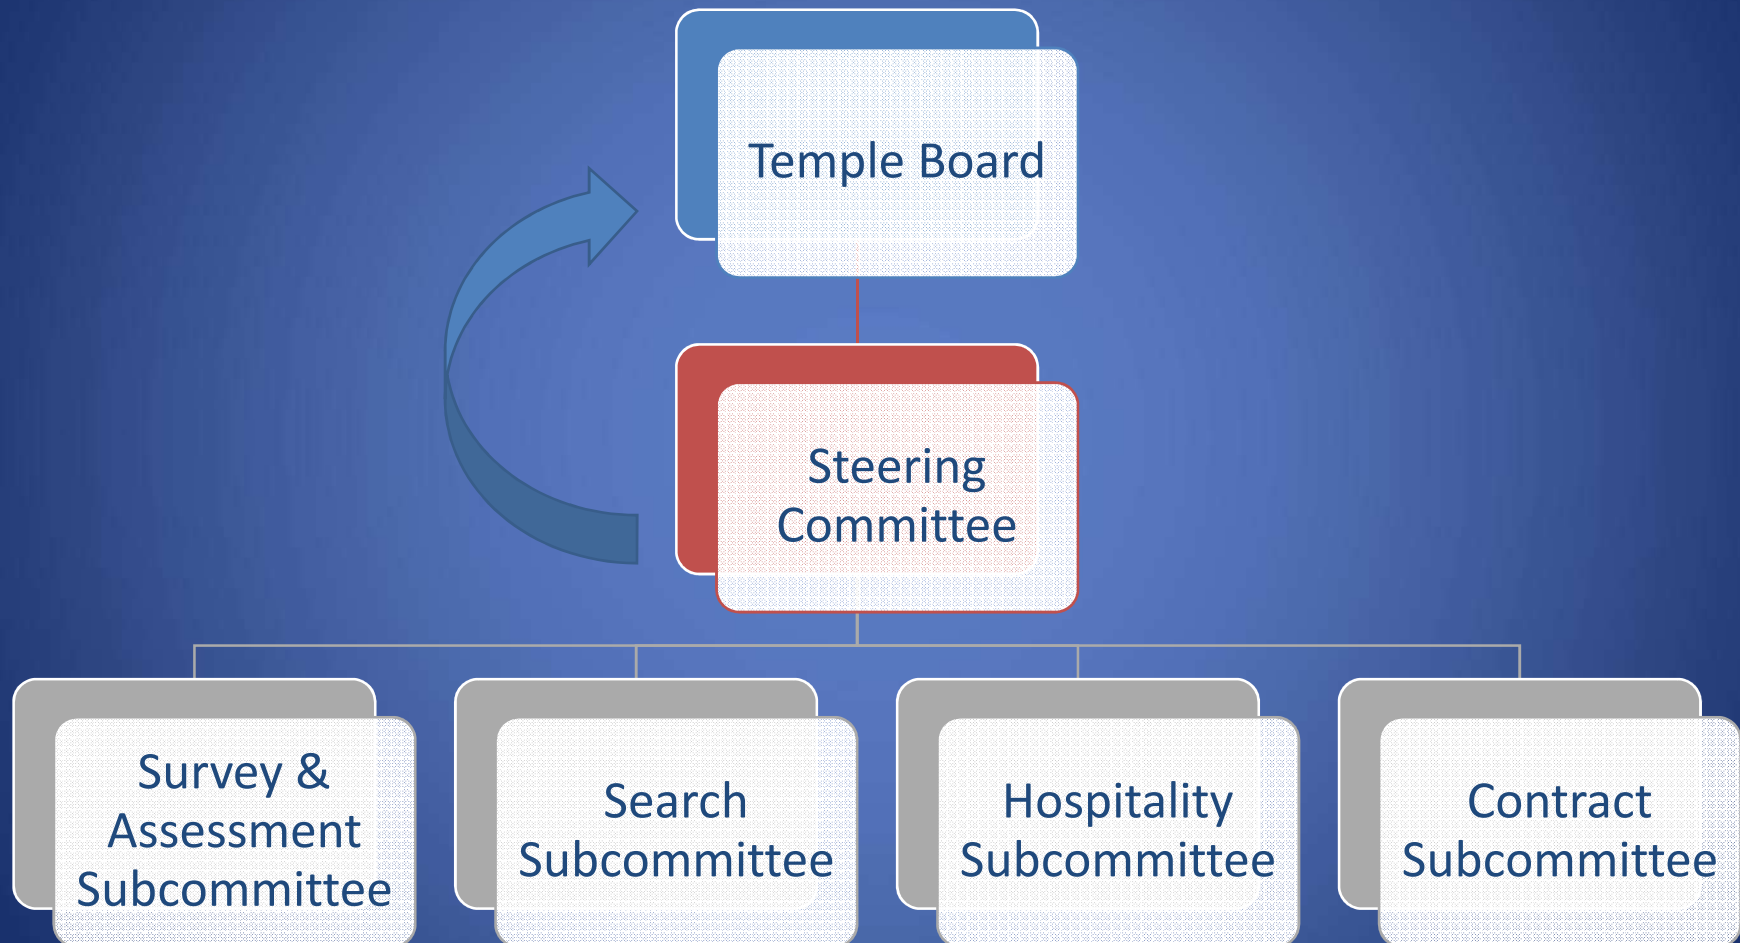 Temple Board
Steering
Committee
Survey &
Assessment
Subcommittee
Search
Subcommittee
Hospitality
Subcommittee
Contract
Subcommittee